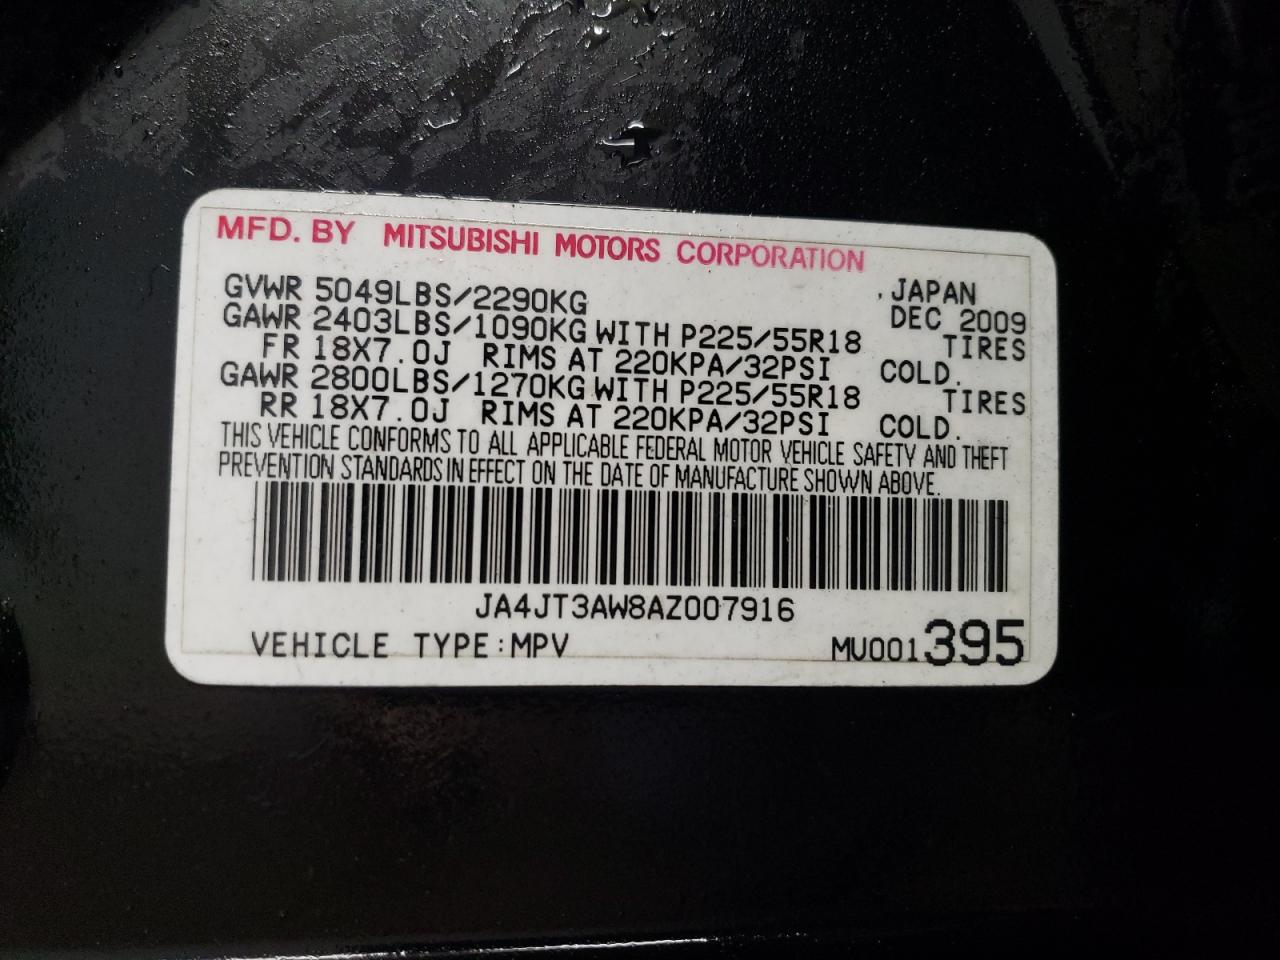 MFD. BY MITSUBISHI MOTORS CORPORATION
GVWR 5049LBS/2290KG JAPAN
DEC 2009
GAWR 2403LBS/1090KG WITH P225/55R18 TIRES
FR 18X7.0J RIMS AT 220KPA/32PSI COLD.
GAWR 2800LBS/1270KG WITH P225/55R18 TIRES
RR 18X7.0J RIMS AT 220KPA/32PSI COLD.
THIS VEHICLE CONFORMS TO ALL APPLICABLE FEDERAL MOTOR VEHICLE SAFETY AND THEFT
PREVENTION STANDARDS IN EFFECT ON THE DATE OF MANUFACTURE SHOWN ABOVE.
JA4JT3AW8AZ007916
VEHICLE TYPE:MPV MU001395